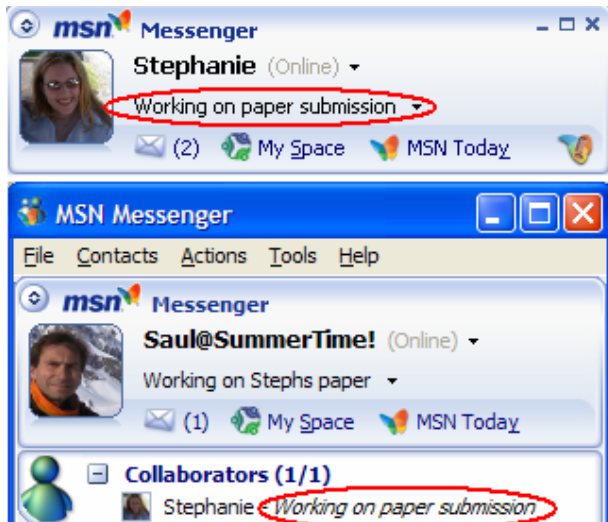 msn Messenger
Stephanie (Online)
Working on paper submission
(2) My Space MSN Today
MSN Messenger
File Contacts Actions Tools Help
msn Messenger
Saul@SummerTime! (Online)
Working on Stephs paper
(1) My Space MSN Today
Collaborators (1/1)
Stephanie - Working on paper submission